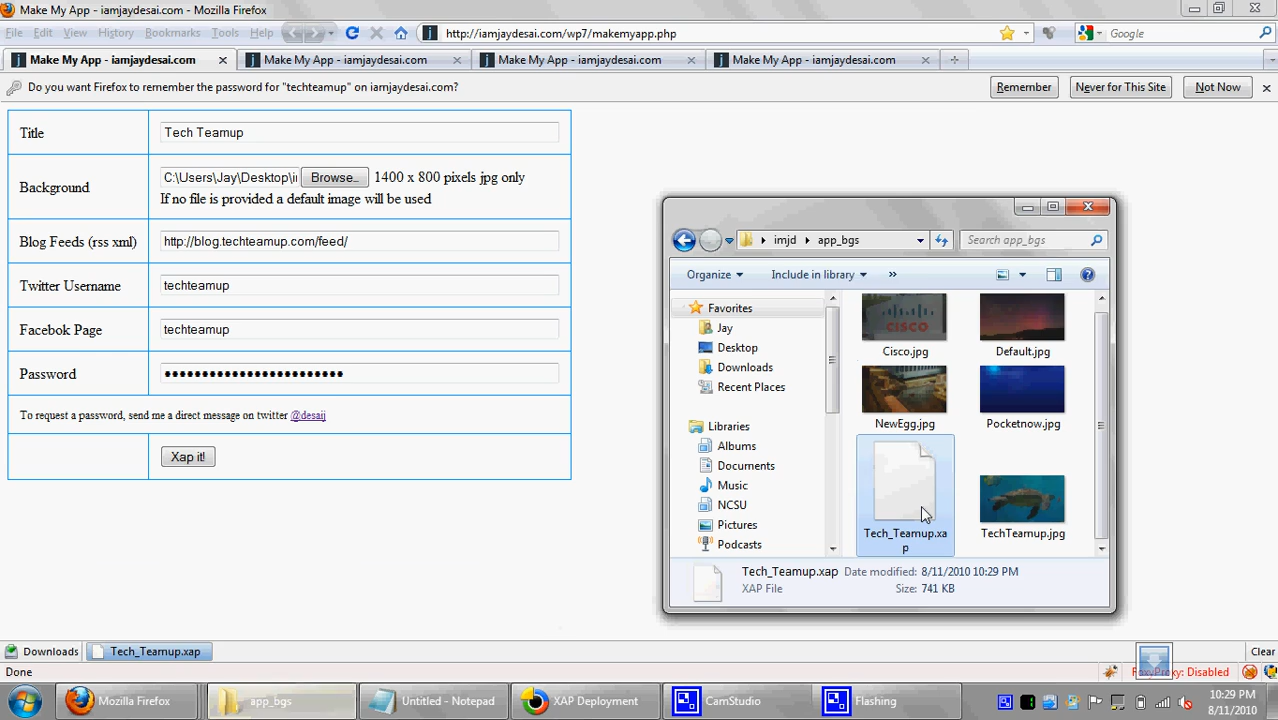 Make My App - iamjaydesai.com - Mozilla Firefox
File Edit View History Bookmarks Tools Help http://iamjaydesai.com/wp7/makemyapp.php Google
Make My App - iamjaydesai.com Make My App - iamjaydesai.com Make My App - iamjaydesai.com Make My App - iamjaydesai.com
Do you want Firefox to remember the password for "techteamup" on iamjaydesai.com? Remember Never for This Site Not Now
Title Tech Teamup
Background C:\Users\Jay\Desktop\i Browse... 1400 x 800 pixels jpg only
If no file is provided a default image will be used
Blog Feeds (rss xml) http://blog.techteamup.com/feed/
Twitter Username techteamup
Facebok Page techteamup
Password ••••••••••••••••••••••••
To request a password, send me a direct message on twitter @desaij
Xap it!
imjd app_bgs Search app_bgs
Organize Include in library »
Favorites
Jay
Desktop
Downloads
Recent Places
Libraries
Albums
Documents
Music
NCSU
Pictures
Podcasts
CISCO
Cisco.jpg Default.jpg
NewEgg.jpg Pocketnow.jpg
Tech_Teamup.xa
p
TechTeamup.jpg
Tech_Teamup.xap Date modified: 8/11/2010 10:29 PM
XAP File Size: 741 KB
Downloads Tech_Teamup.xap Clear
Done FoxyProxy: Disabled
Mozilla Firefox app_bgs Untitled - Notepad XAP Deployment CamStudio Flashing
10:29 PM
8/11/2010